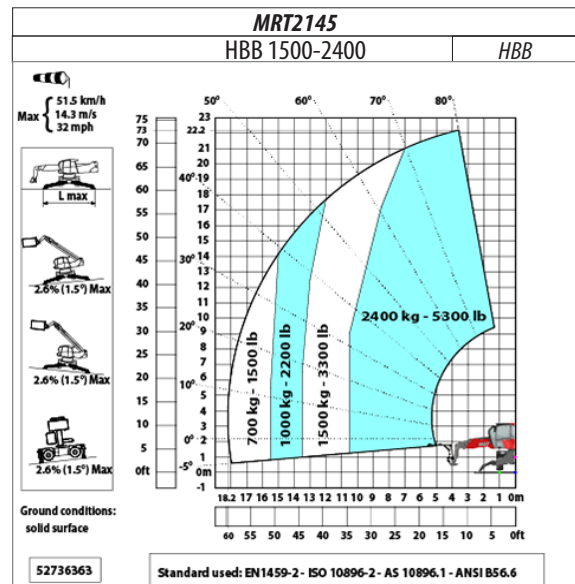 MRT2145
HBB 1500-2400 HBB
Max
51.5 km/h
14.3 m/s
32 mph
L max
2.6% (1.5°) Max
2.6% (1.5°) Max
2.6% (1.5°) Max
Ground conditions:
solid surface
52736363
50° 60° 70° 80°
40°
30°
20°
10°
0°
-5°
75
73
70
65
60
55
50
45
40
35
30
25
20
15
10
5
0ft
23
22.2
21
20
19
18
17
16
15
14
13
12
11
10
9
8
7
6
5
4
3
2
1
0m
-1
700 kg - 1500 lb
1000 kg - 2200 lb
1500 kg - 3300 lb
2400 kg - 5300 lb
18.2 17 16 15 14 13 12 11 10 9 8 7 6 5 4 3 2 1 0m
60 55 50 45 40 35 30 25 20 15 10 5 0ft
Standard used: EN1459-2 - ISO 10896-2 - AS 10896.1 - ANSI B56.6